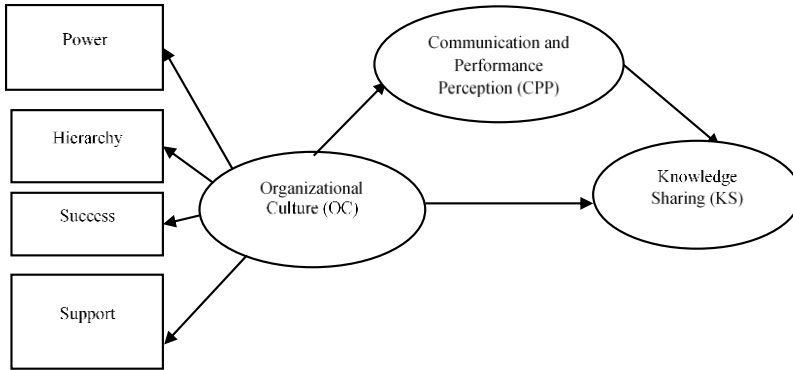 Power
Hierarchy
Success
Support
Organizational
Culture (OC)
Communication and
Performance
Perception (CPP)
Knowledge
Sharing (KS)